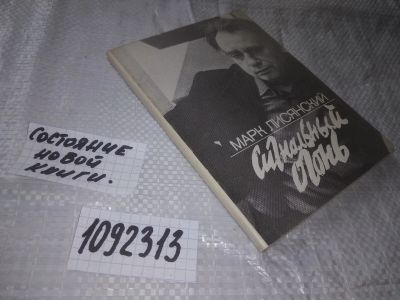 МАРК ЛИСЯНСКИЙ
СИГНАЛЬНЫЙ
ОГОНЬ
СОСТОЯНИЕ
НОВОЙ
КНИГИ.
1092313